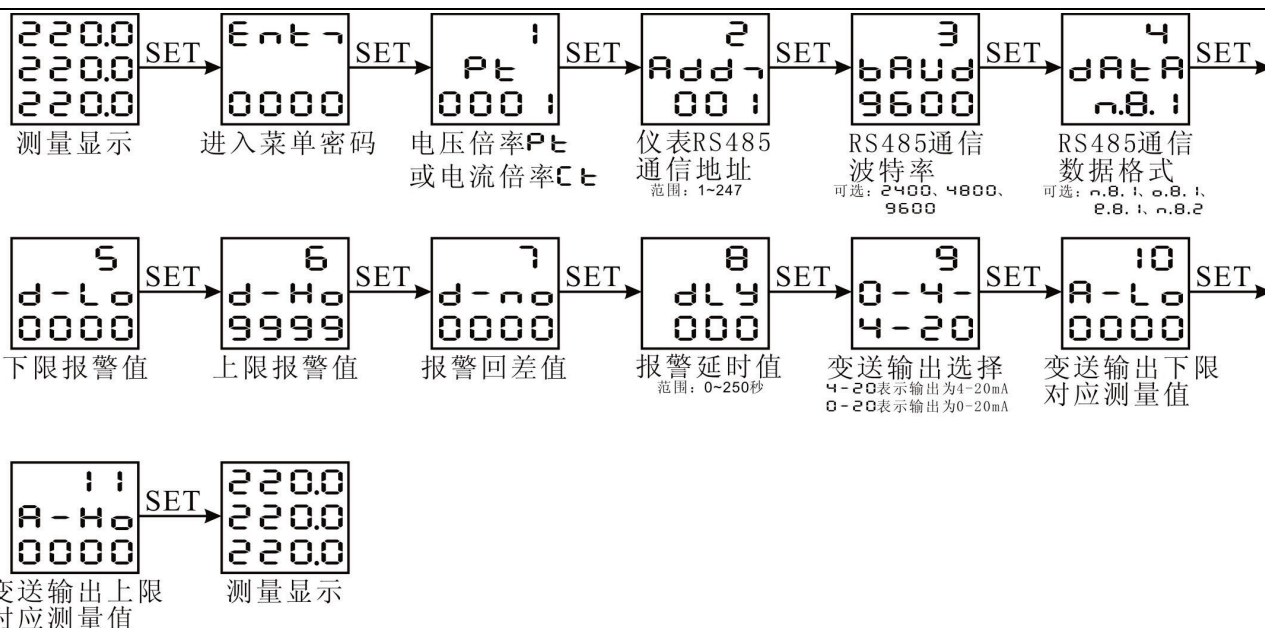 220.0
220.0
220.0
SET
测量显示
Entr
0000
SET
进入菜单密码
1
Pt
0001
SET
电压倍率Pt
或电流倍率Ct
2
Addr
001
SET
仪表RS485
通信地址
范围：1~247
3
bAUd
9600
SET
RS485通信
波特率
可选：2400、4800、
9600
4
dAtA
n.8.1
SET
RS485通信
数据格式
可选：n.8.1、o.8.1、
e.8.1、n.8.2
5
d-Lo
0000
SET
下限报警值
6
d-Ho
9999
SET
上限报警值
7
d-no
0000
SET
报警回差值
8
dLY
000
SET
报警延时值
范围：0~250秒
9
0-4-
4-20
SET
变送输出选择
4-20表示输出为4-20mA
0-20表示输出为0-20mA
10
A-Lo
0000
SET
变送输出下限
对应测量值
11
A-Ho
0000
SET
变送输出上限
对应测量值
220.0
220.0
220.0
测量显示